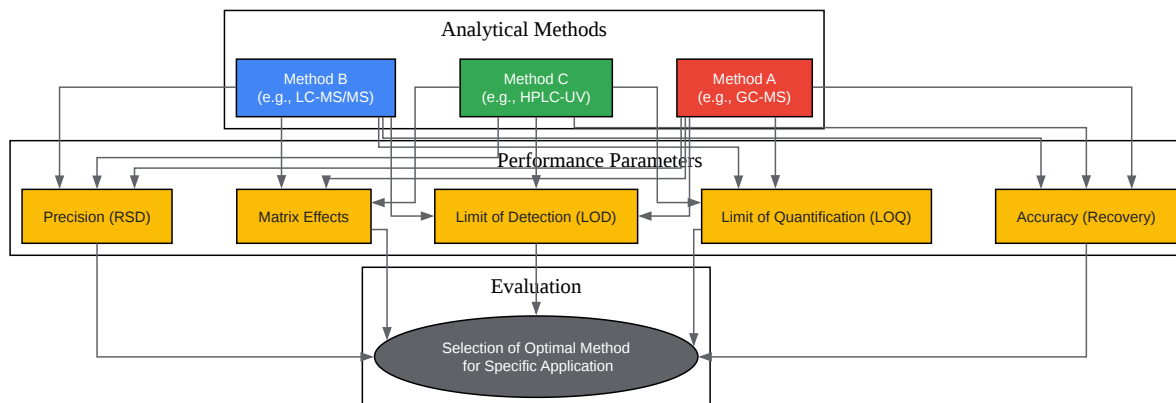 Analytical Methods
Method B
(e.g., LC-MS/MS)
Method C
(e.g., HPLC-UV)
Method A
(e.g., GC-MS)
Performance Parameters
Precision (RSD)
Matrix Effects
Limit of Detection (LOD)
Limit of Quantification (LOQ)
Accuracy (Recovery)
Evaluation
Selection of Optimal Method
for Specific Application